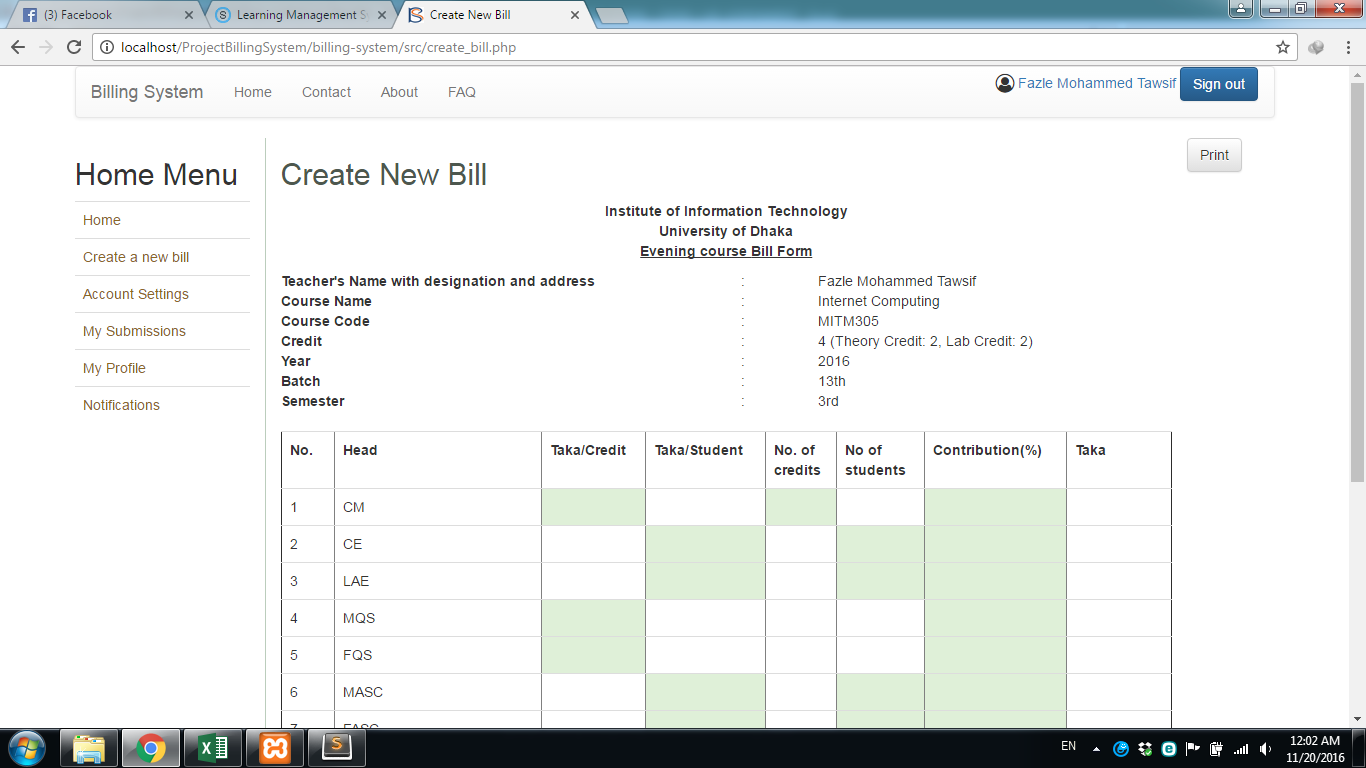 (3) Facebook
Learning Management S
Create New Bill
localhost/ProjectBillingSystem/billing-system/src/create_bill.php
Billing System Home Contact About FAQ
Fazle Mohammed Tawsif Sign out
Print
Home Menu
Home
Create a new bill
Account Settings
My Submissions
My Profile
Notifications
Create New Bill
Institute of Information Technology
University of Dhaka
Evening course Bill Form
Teacher's Name with designation and address : Fazle Mohammed Tawsif
Course Name : Internet Computing
Course Code : MITM305
Credit : 4 (Theory Credit: 2, Lab Credit: 2)
Year : 2016
Batch : 13th
Semester : 3rd
No. Head Taka/Credit Taka/Student No. of credits No of students Contribution(%) Taka
1 CM
2 CE
3 LAE
4 MQS
5 FQS
6 MASC
EN
12:02 AM
11/20/2016